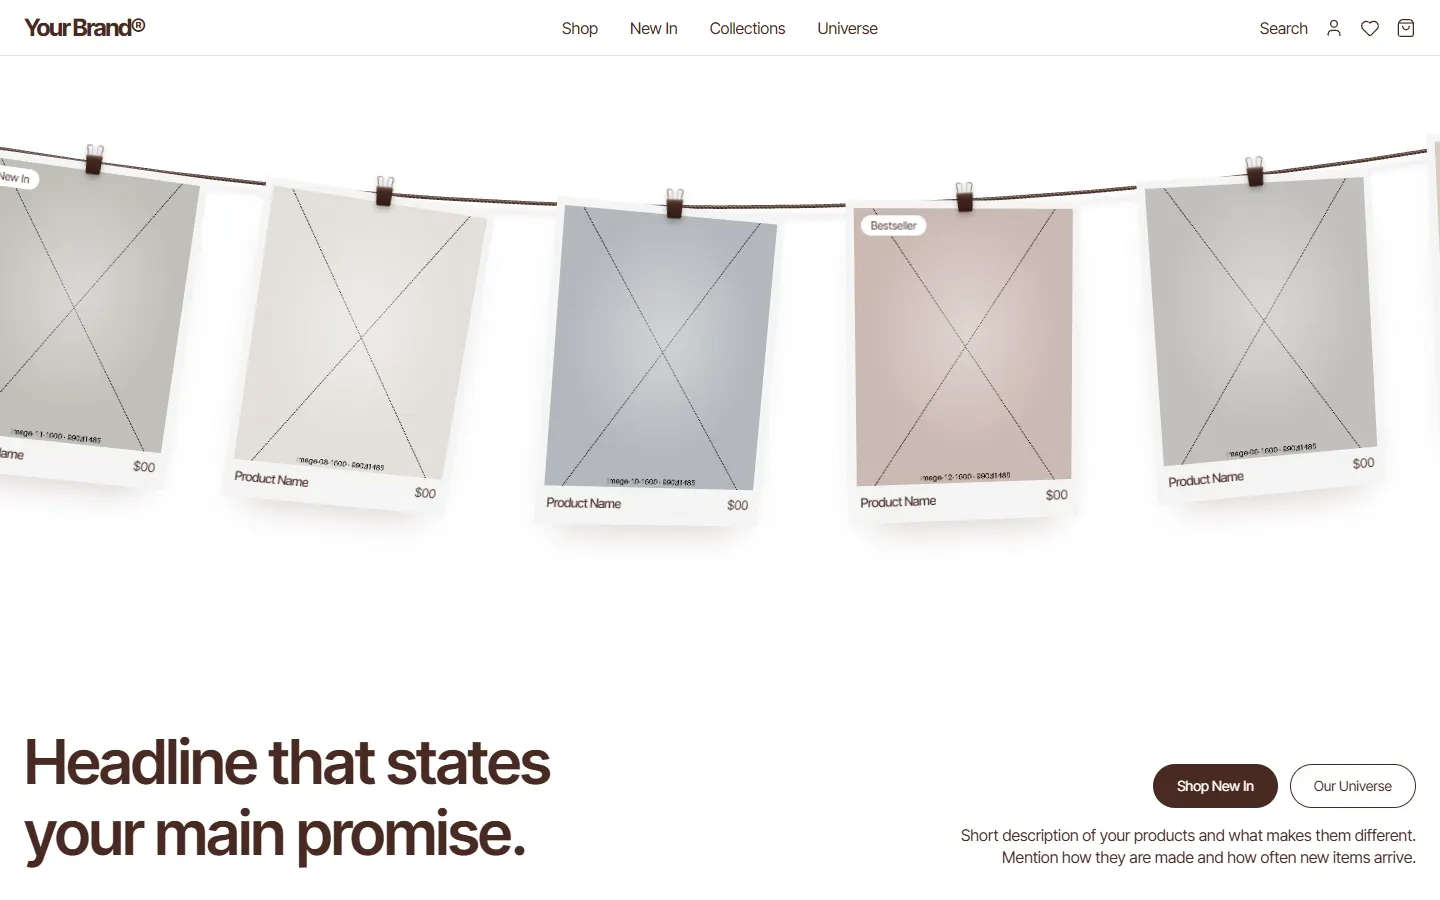 Your Brand®
Shop
New In
Collections
Universe
Search
New In
$00
Product Name
$00
Product Name
$00
Bestseller
Product Name
$00
Product Name
$00
Headline that states
your main promise.
Shop New In
Our Universe
Short description of your products and what makes them different.
Mention how they are made and how often new items arrive.